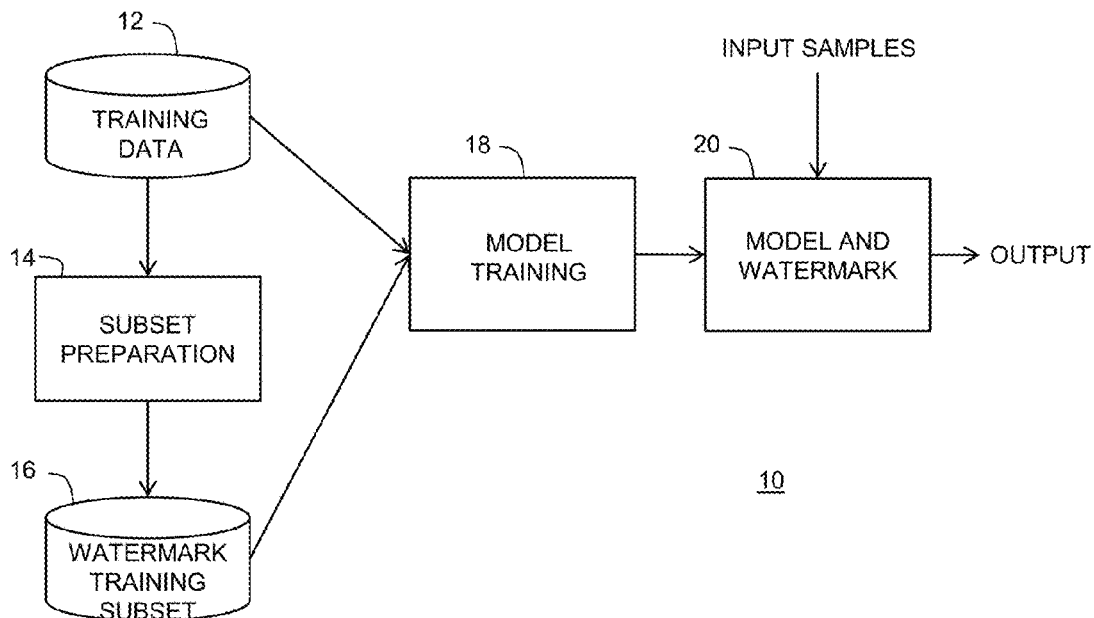 12
TRAINING
DATA
14
SUBSET
PREPARATION
16
WATERMARK
TRAINING
SUBSET
18
MODEL
TRAINING
INPUT SAMPLES
20
MODEL AND
WATERMARK
OUTPUT
10